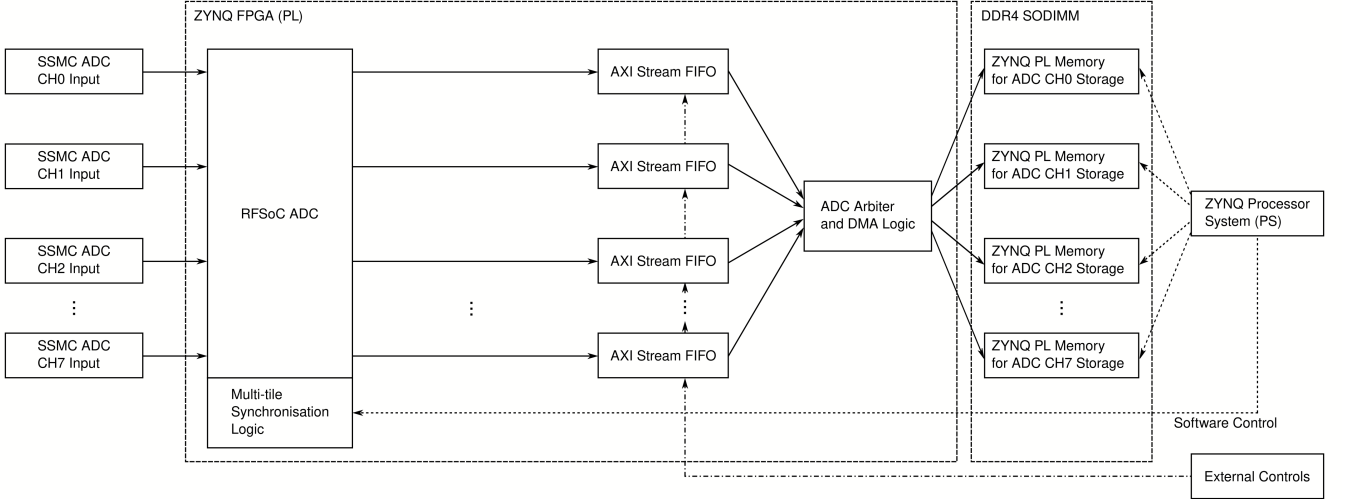 ZYNQ FPGA (PL)
DDR4 SODIMM
SSMC ADC
CH0 Input
AXI Stream FIFO
ZYNQ PL Memory
for ADC CH0 Storage
SSMC ADC
CH1 Input
AXI Stream FIFO
ZYNQ PL Memory
for ADC CH1 Storage
RFSoC ADC
ADC Arbiter
and DMA Logic
ZYNQ Processor
System (PS)
SSMC ADC
CH2 Input
AXI Stream FIFO
ZYNQ PL Memory
for ADC CH2 Storage
...
...
...
...
SSMC ADC
CH7 Input
AXI Stream FIFO
ZYNQ PL Memory
for ADC CH7 Storage
Multi-tile
Synchronisation
Logic
Software Control
External Controls